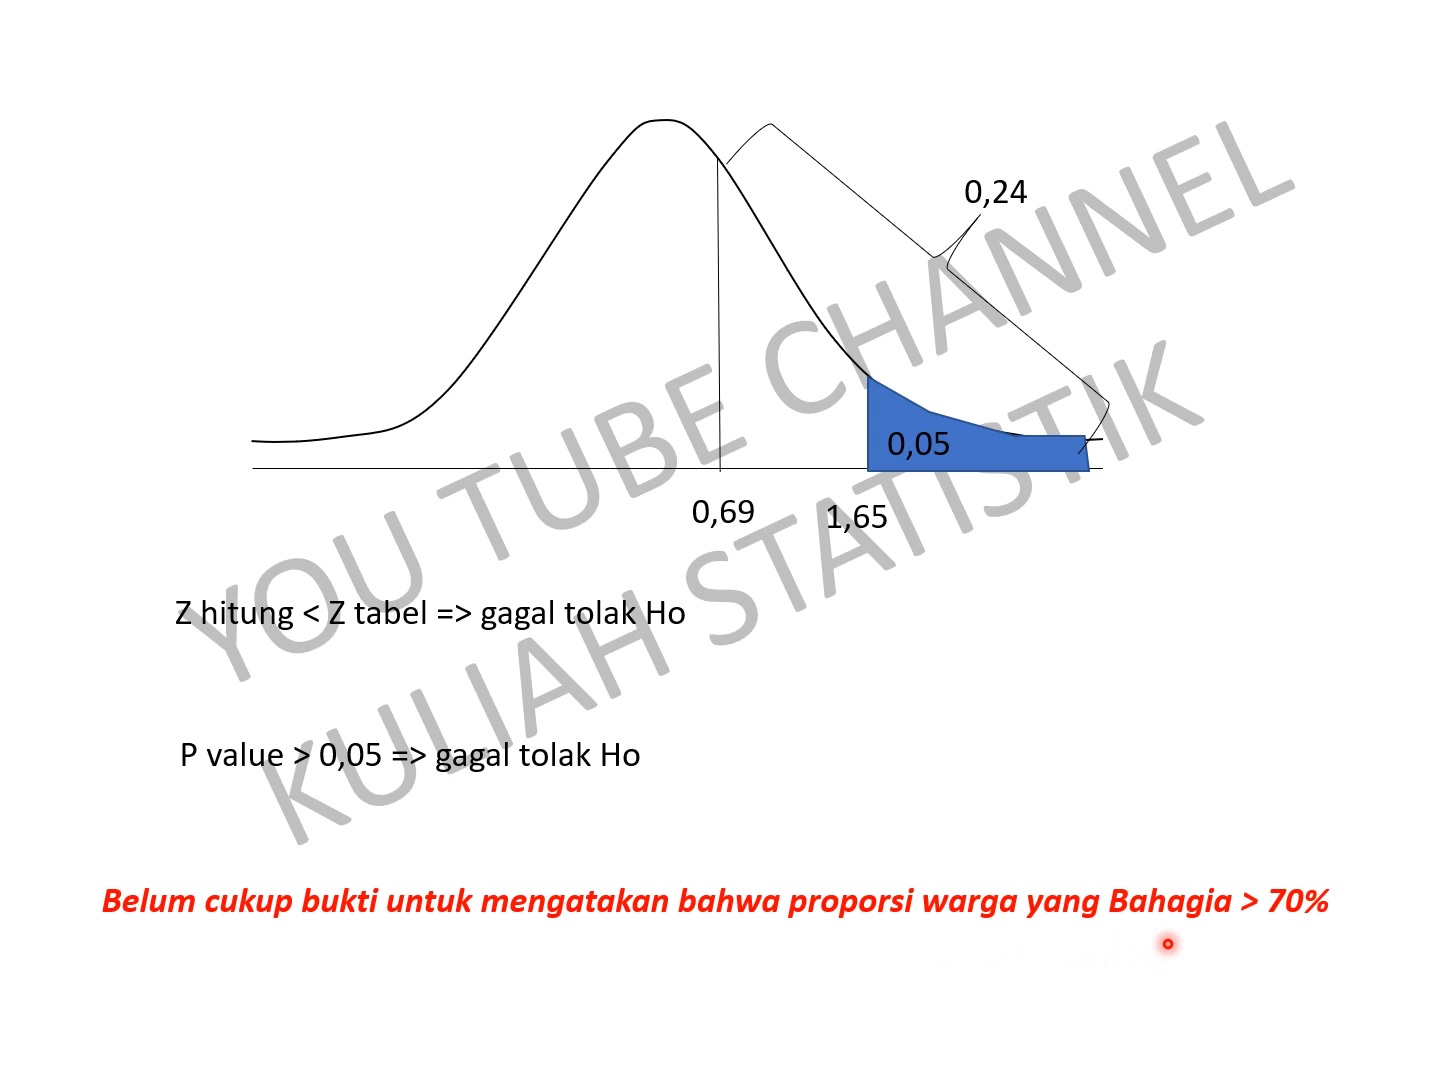 0,24
0,05
0,69
1,65
Z hitung < Z tabel => gagal tolak Ho
P value > 0,05 => gagal tolak Ho
Belum cukup bukti untuk mengatakan bahwa proporsi warga yang Bahagia > 70%
YOU TUBE CHANNEL
KULIAH STATISTIK